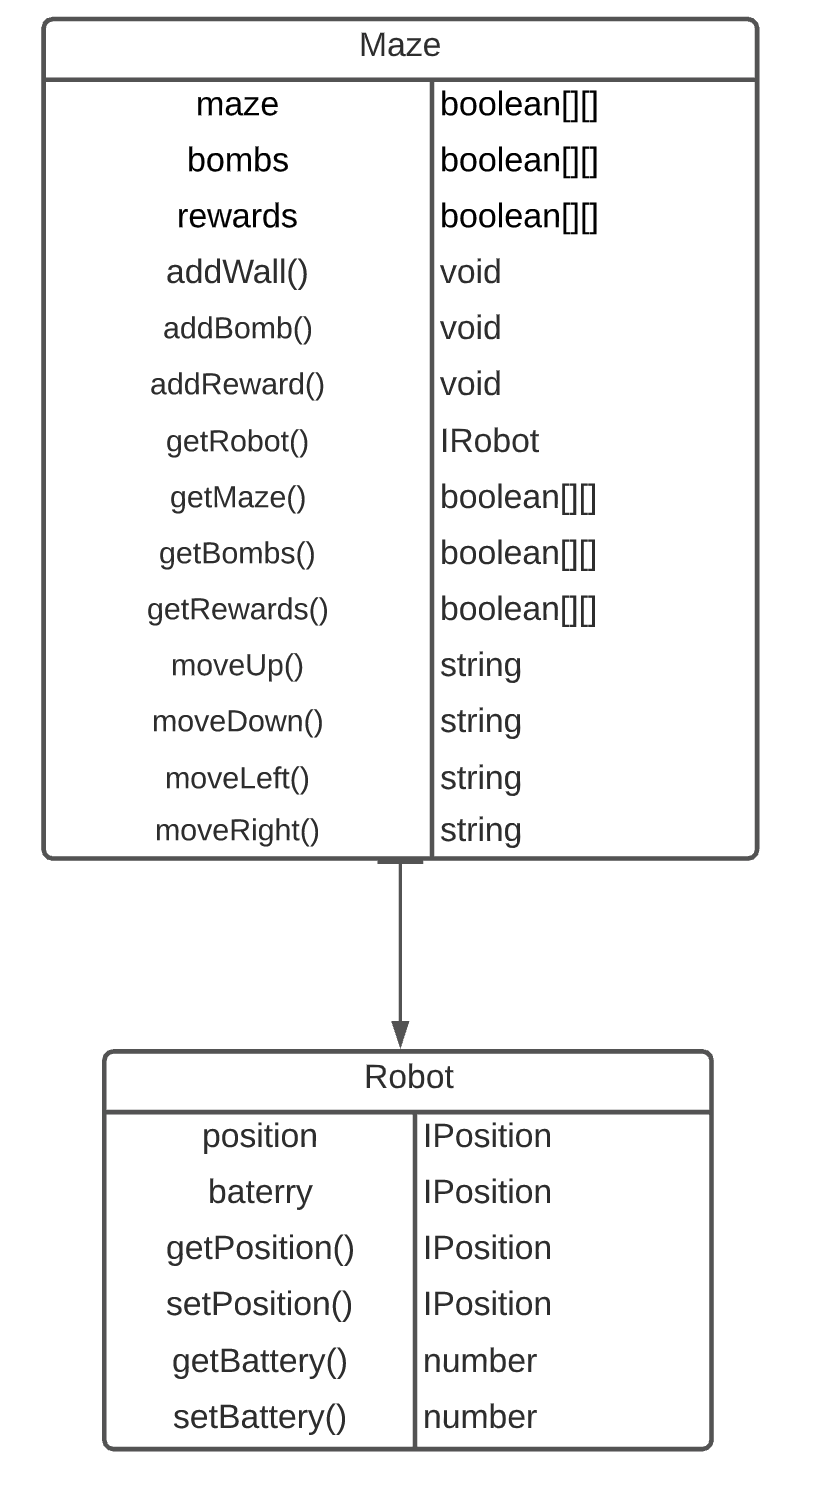 Maze
maze boolean[][]
bombs boolean[][]
rewards boolean[][]
addWall() void
addBomb() void
addReward() void
getRobot() IRobot
getMaze() boolean[][]
getBombs() boolean[][]
getRewards() boolean[][]
moveUp() string
moveDown() string
moveLeft() string
moveRight() string
Robot
position IPosition
baterry IPosition
getPosition() IPosition
setPosition() IPosition
getBattery() number
setBattery() number